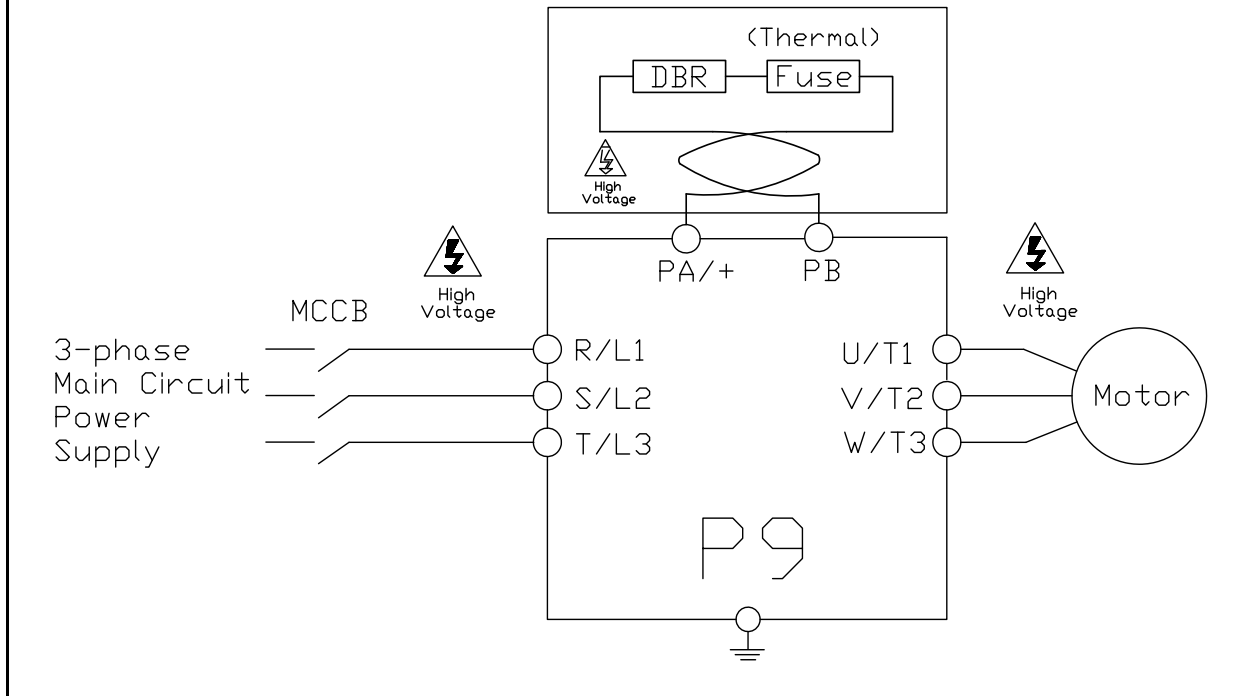 (Thermal)
DBR
Fuse
High
Voltage
PA/+
PB
High
Voltage
High
Voltage
MCCB
3-phase
Main Circuit
Power
Supply
R/L1
S/L2
T/L3
U/T1
V/T2
W/T3
Motor
P9